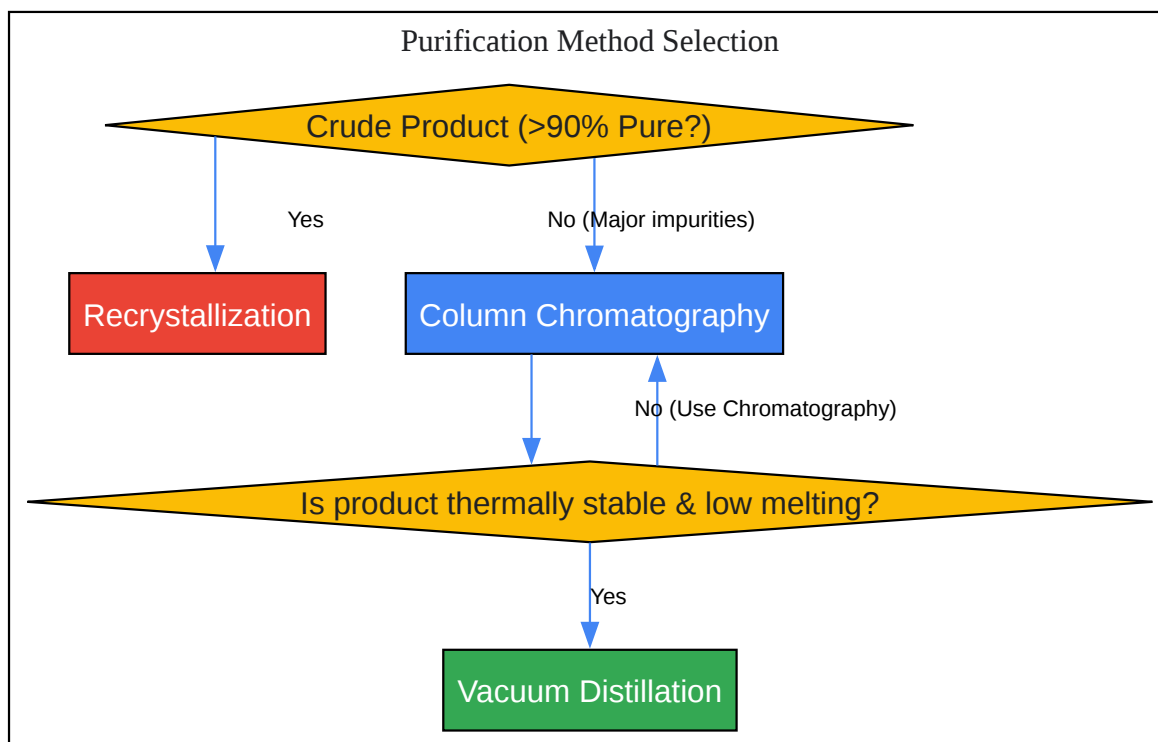 Purification Method Selection
Crude Product (>90% Pure?)
Yes
No (Major impurities)
Recrystallization
Column Chromatography
No (Use Chromatography)
Is product thermally stable & low melting?
Yes
Vacuum Distillation